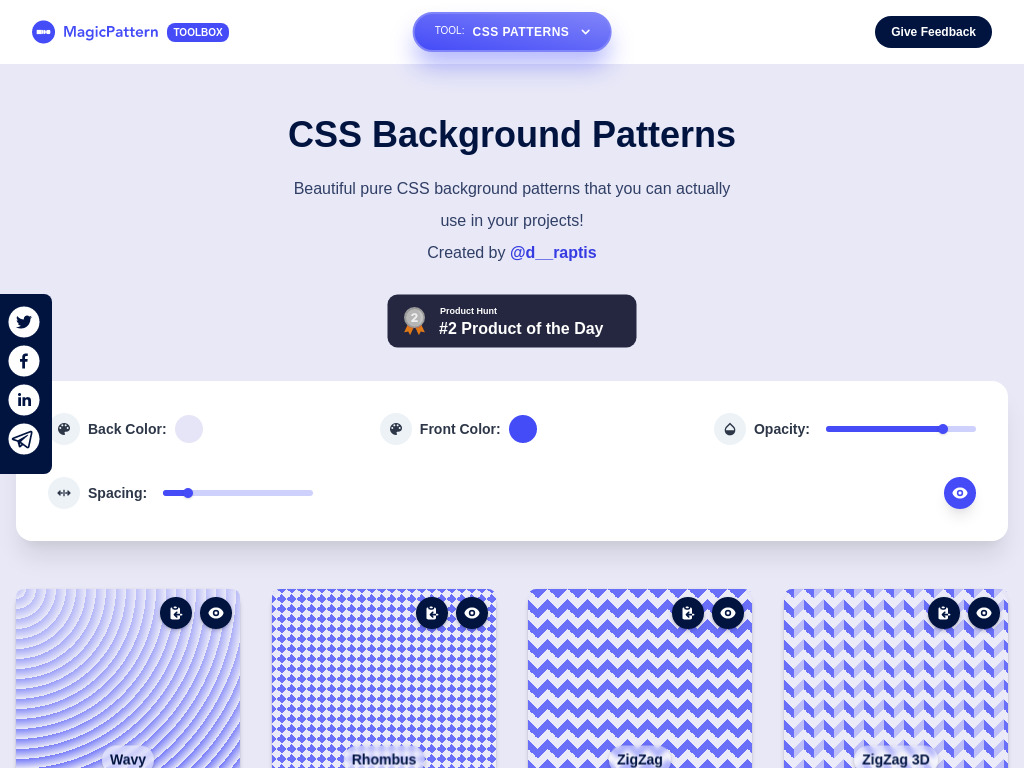 MagicPattern TOOLBOX
TOOL: CSS PATTERNS
Give Feedback
CSS Background Patterns
Beautiful pure CSS background patterns that you can actually
use in your projects!
Created by @d__raptis
2
Product Hunt
#2 Product of the Day
Back Color:
Front Color:
Opacity:
Spacing:
Wavy
Rhombus
ZigZag
ZigZag 3D